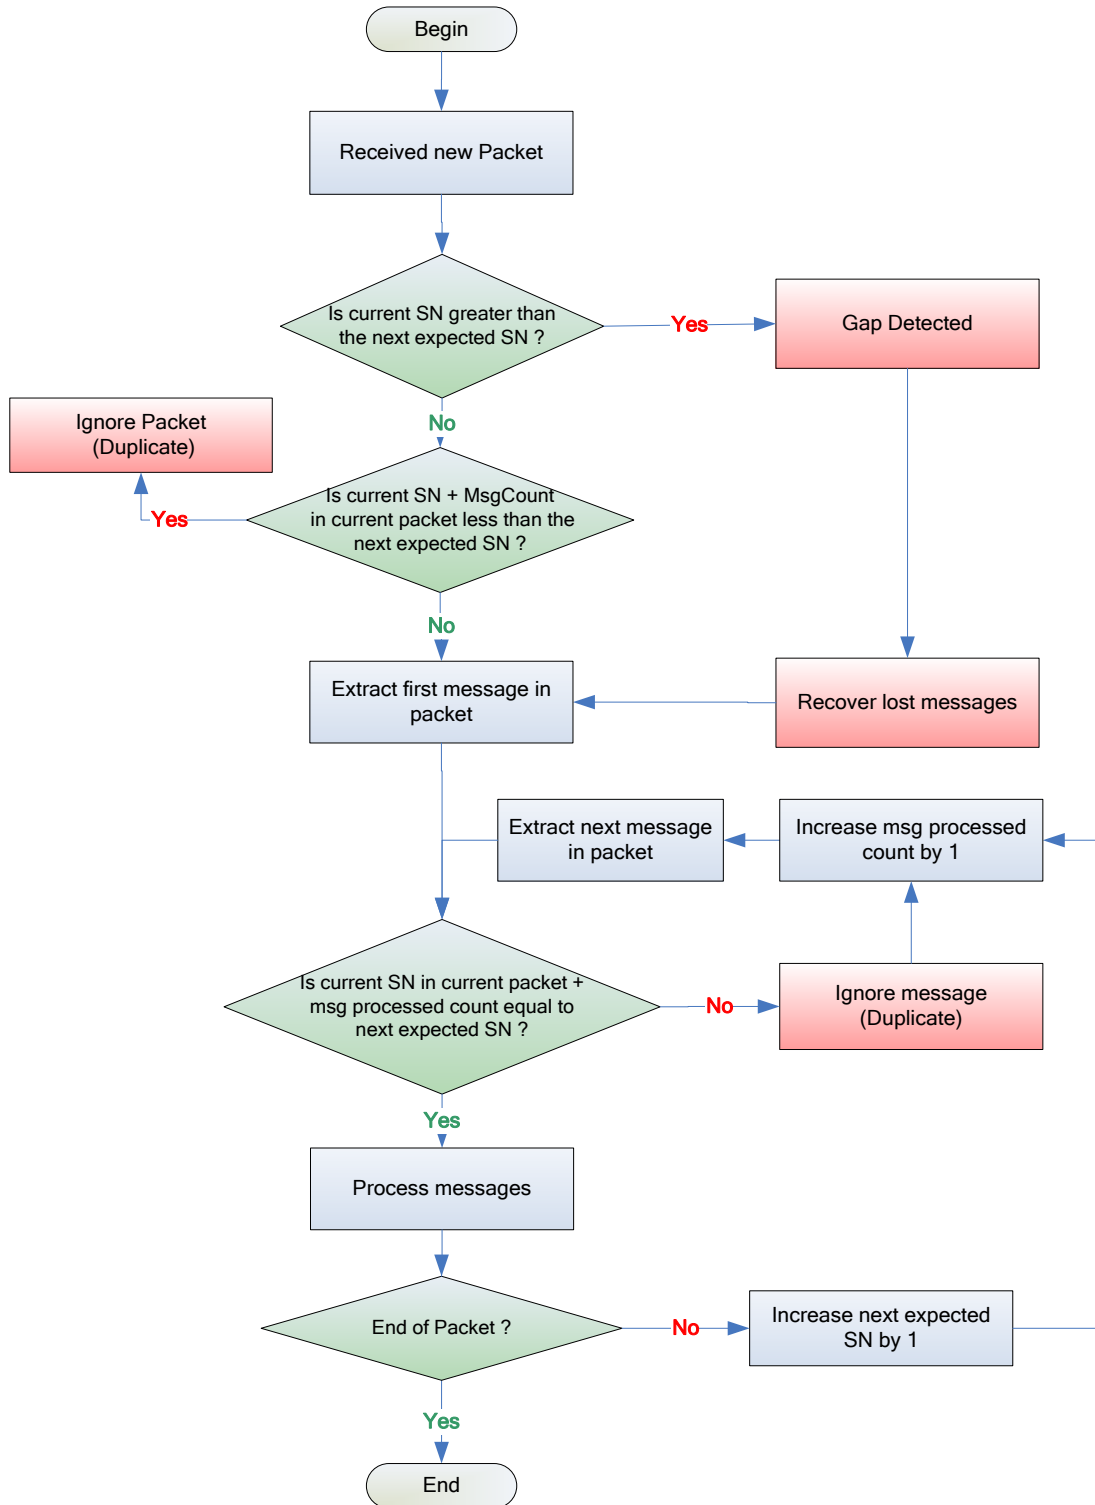 Begin
Received new Packet
Is current SN greater than
the next expected SN ?
Yes
Gap Detected
No
Ignore Packet
(Duplicate)
Is current SN + MsgCount
in current packet less than the
next expected SN ?
Yes
No
Extract first message in
packet
Recover lost messages
Extract next message
in packet
Increase msg processed
count by 1
Is current SN in current packet +
msg processed count equal to
next expected SN ?
No
Ignore message
(Duplicate)
Yes
Process messages
End of Packet ?
No
Increase next expected
SN by 1
Yes
End